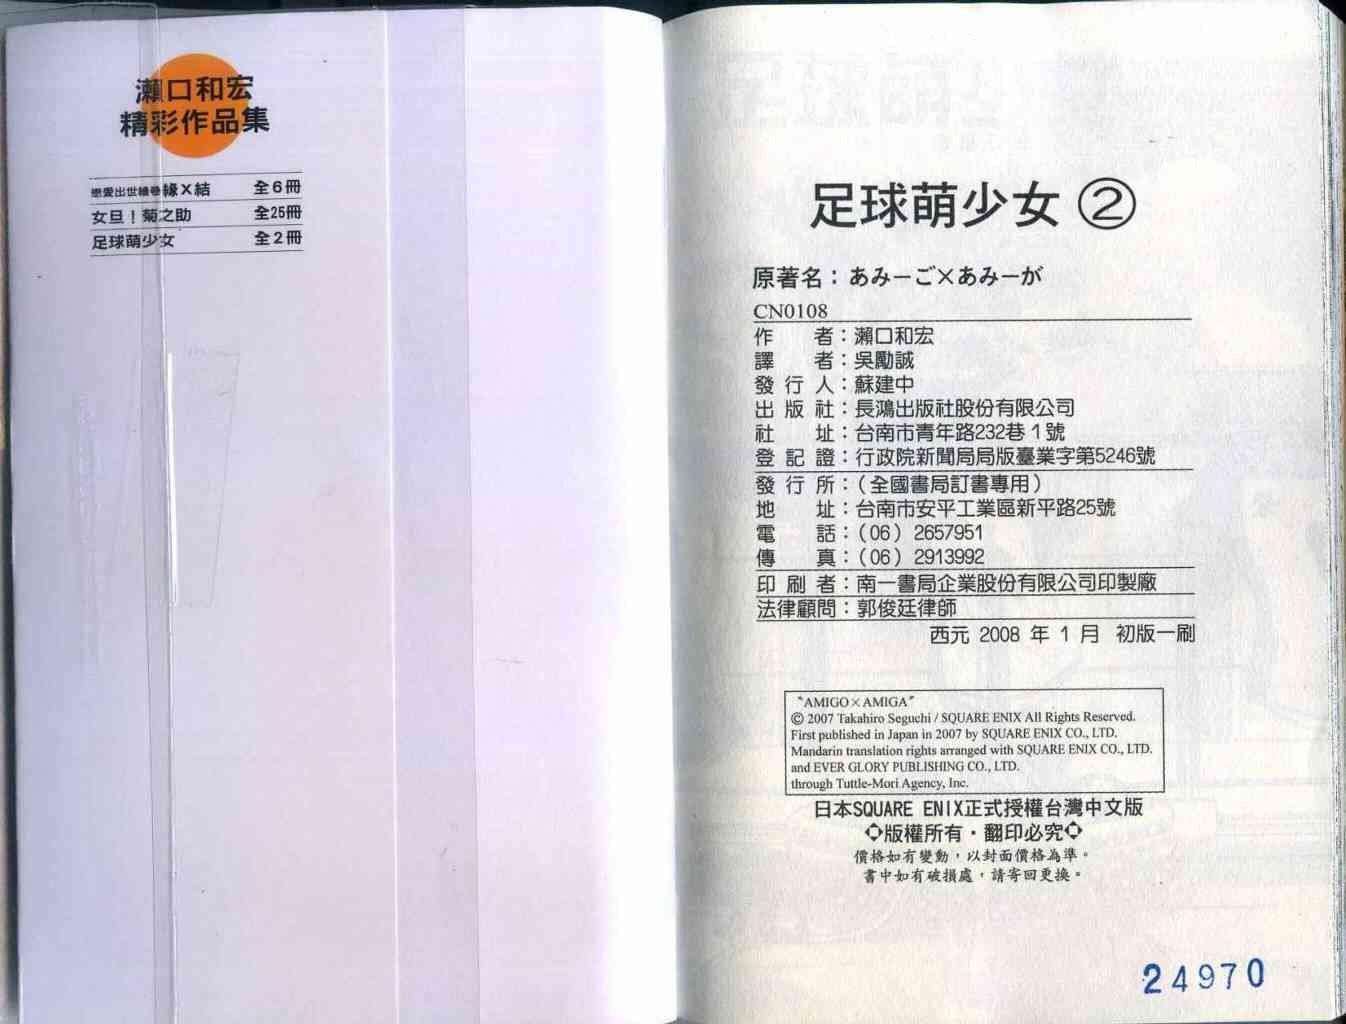 瀨口和宏
精彩作品集
戀愛出世繪卷緣X結 全6冊
女旦！菊之助 全25冊
足球萌少女 全2冊
足球萌少女 ②
原著名：あみーご×あみーが
CN0108
作者：瀨口和宏
譯者：吳勵誠
發行人：蘇建中
出版社：長鴻出版社股份有限公司
社址：台南市青年路232巷1號
登記證：行政院新聞局局版臺業字第5246號
發行所：（全國書局訂書專用）
地址：台南市安平工業區新平路25號
電話：（06）2657951
傳真：（06）2913992
印刷者：南一書局企業股份有限公司印製廠
法律顧問：郭俊廷律師
西元 2008 年 1 月 初版一刷
〝AMIGO×AMIGA〞
© 2007 Takahiro Seguchi / SQUARE ENIX All Rights Reserved.
First published in Japan in 2007 by SQUARE ENIX CO., LTD.
Mandarin translation rights arranged with SQUARE ENIX CO., LTD.
and EVER GLORY PUBLISHING CO., LTD.
through Tuttle-Mori Agency, Inc.
日本SQUARE ENIX正式授權台灣中文版
◇版權所有・翻印必究◇
價格如有變動，以封面價格為準。
書中如有破損處，請寄回更換。
24970